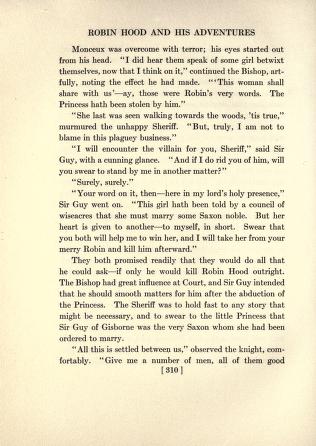 ROBIN HOOD AND HIS ADVENTURES
Monceux was overcome with terror; his eyes started out
from his head. "I did hear them speak of some girl betwixt
themselves, now that I think on it," continued the Bishop, art-
fully, noting the effect he had made. "'This woman shall
share with us'—ay, those were Robin's very words. The
Princess hath been stolen by him."
"She last was seen walking towards the woods, 'tis true,"
murmured the unhappy Sheriff. "But, truly, I am not to
blame in this plaguey business."
"I will encounter the villain for you, Sheriff," said Sir
Guy, with a cunning glance. "And if I do rid you of him, will
you swear to stand by me in another matter?"
"Surely, surely."
"Your word on it, then—here in my lord's holy presence,"
Sir Guy went on. "This girl hath been told by a council of
wiseacres that she must marry some Saxon noble. But her
heart is given to another—to myself, in short. Swear that
you both will help me to win her, and I will take her from your
merry Robin and kill him afterward."
They both promised readily that they would do all that
he could ask—if only he would kill Robin Hood outright.
The Bishop had great influence at Court, and Sir Guy intended
that he should smooth matters for him after the abduction of
the Princess. The Sheriff was to hold fast to any story that
might be necessary, and to swear to the little Princess that
Sir Guy of Gisborne was the very Saxon whom she had been
ordered to marry.
"All this is settled between us," observed the knight, com-
fortably. "Give me a number of men, all of them good
[ 310 ]